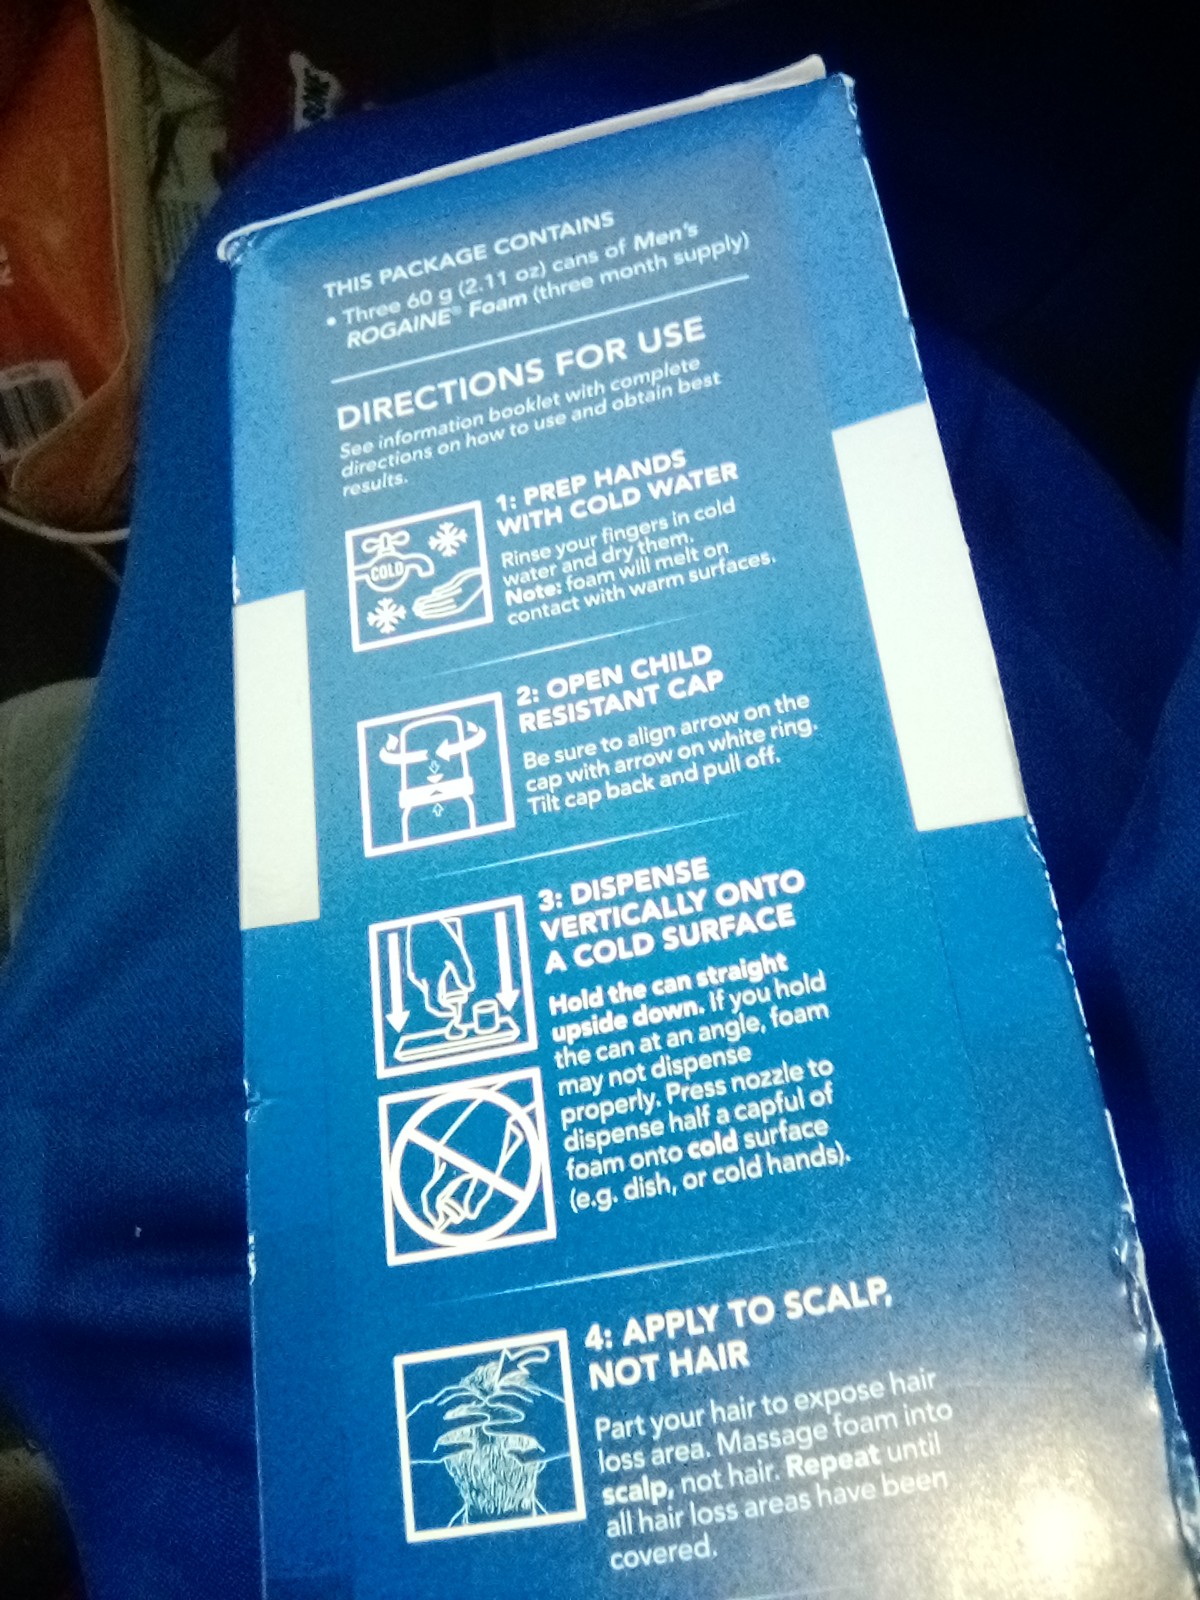 THIS PACKAGE CONTAINS
• Three 60 g (2.11 oz) cans of Men's
ROGAINE® Foam (three month supply)
DIRECTIONS FOR USE
See information booklet with complete
directions on how to use and obtain best
results.
1: PREP HANDS
WITH COLD WATER
COLD
Rinse your fingers in cold
water and dry them.
Note: foam will melt on
contact with warm surfaces.
2: OPEN CHILD
RESISTANT CAP
Be sure to align arrow on the
cap with arrow on white ring.
Tilt cap back and pull off.
3: DISPENSE
VERTICALLY ONTO
A COLD SURFACE
Hold the can straight
upside down. If you hold
the can at an angle, foam
may not dispense
properly. Press nozzle to
dispense half a capful of
foam onto cold surface
(e.g. dish, or cold hands).
4: APPLY TO SCALP,
NOT HAIR
Part your hair to expose hair
loss area. Massage foam into
scalp, not hair. Repeat until
all hair loss areas have been
covered.